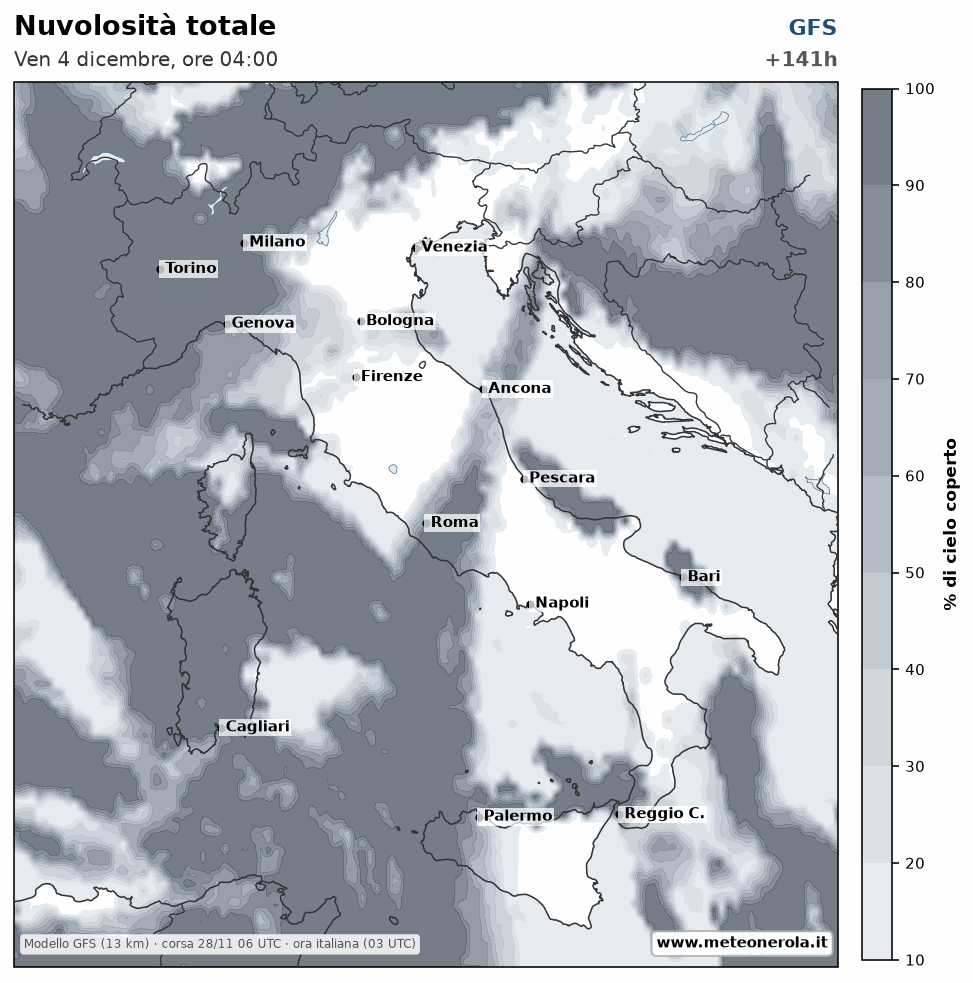 Nuvolosità totale
GFS
Ven 4 dicembre, ore 04:00
+141h
100
90
80
70
60
50
40
30
20
10
% di cielo coperto
Milano
Venezia
Torino
Genova
Bologna
Firenze
Ancona
Pescara
Roma
Bari
Napoli
Cagliari
Palermo
Reggio C.
Modello GFS (13 km) · corsa 28/11 06 UTC · ora italiana (03 UTC)
www.meteonerola.it